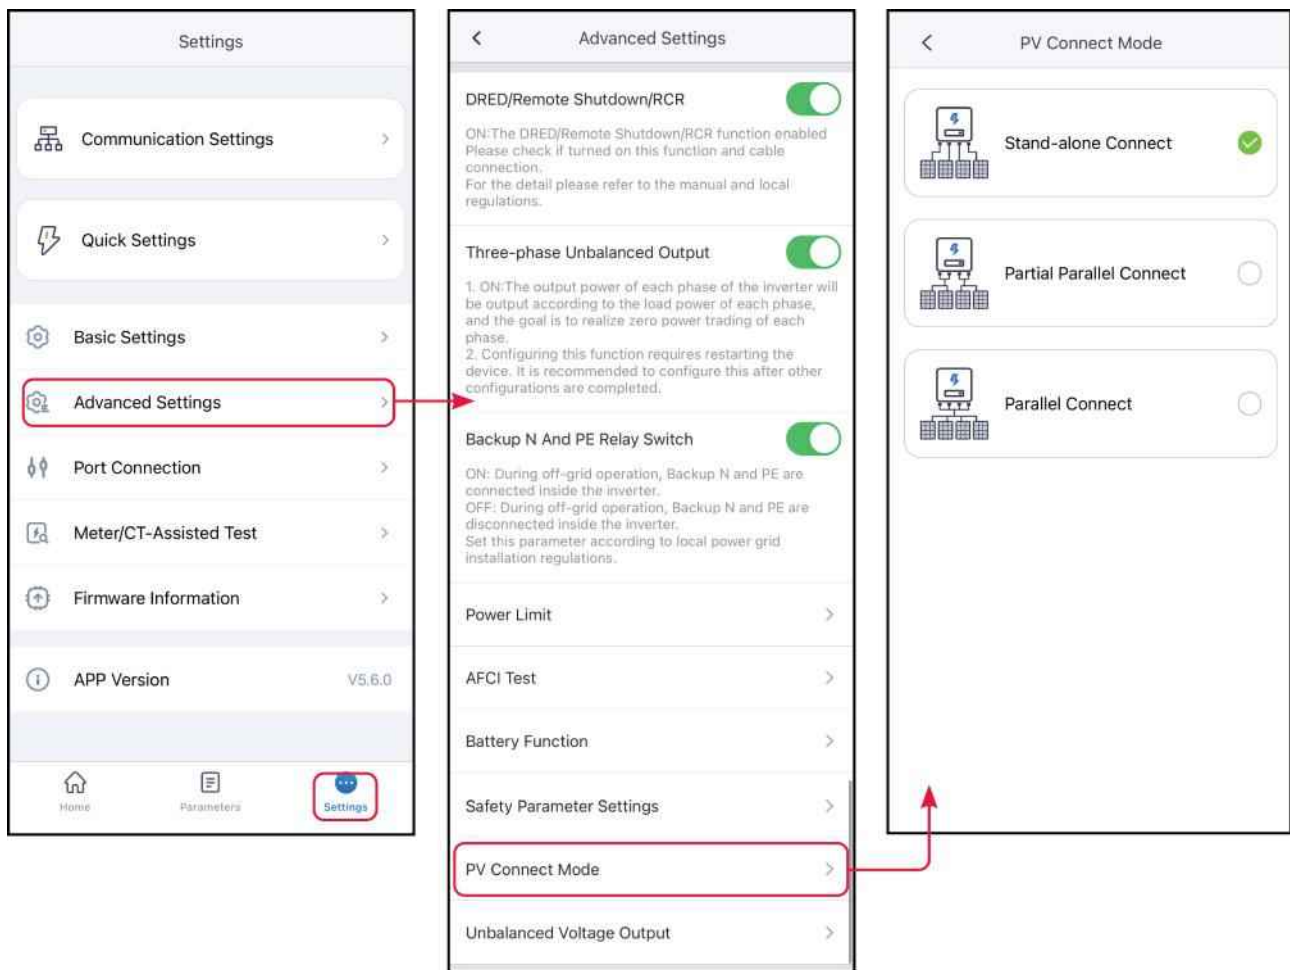 Settings
Communication Settings
Quick Settings
Basic Settings
Advanced Settings
Port Connection
Meter/CT-Assisted Test
Firmware Information
APP Version V5.6.0
Home Parameters Settings
Advanced Settings
DRED/Remote Shutdown/RCR
ON:The DRED/Remote Shutdown/RCR function enabled
Please check if turned on this function and cable
connection.
For the detail please refer to the manual and local
regulations.
Three-phase Unbalanced Output
1. ON:The output power of each phase of the inverter will
be output according to the load power of each phase,
and the goal is to realize zero power trading of each
phase.
2. Configuring this function requires restarting the
device. It is recommended to configure this after other
configurations are completed.
Backup N And PE Relay Switch
ON: During off-grid operation, Backup N and PE are
connected inside the inverter.
OFF: During off-grid operation, Backup N and PE are
disconnected inside the inverter.
Set this parameter according to local power grid
installation regulations.
Power Limit
AFCI Test
Battery Function
Safety Parameter Settings
PV Connect Mode
Unbalanced Voltage Output
PV Connect Mode
Stand-alone Connect
Partial Parallel Connect
Parallel Connect